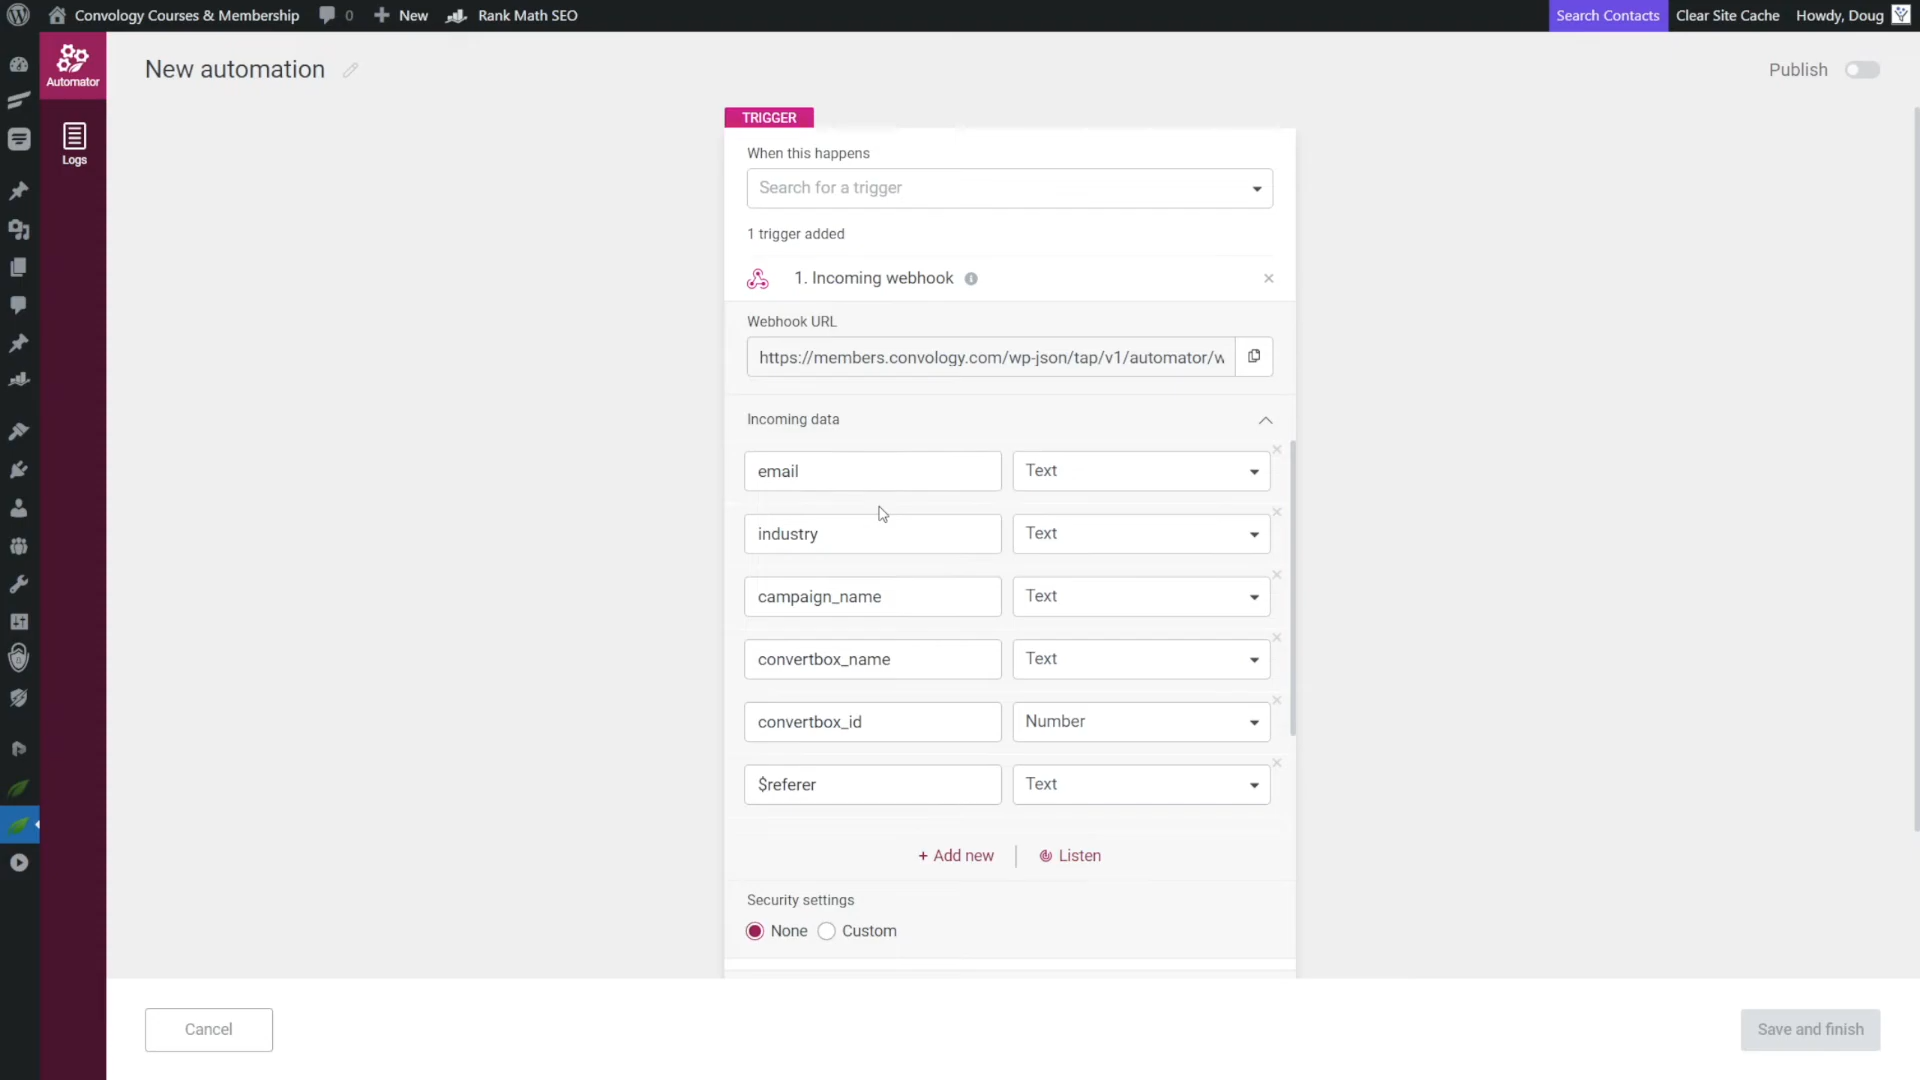 Convology Courses & Membership
0
New
Rank Math SEO
Search Contacts
Clear Site Cache
Howdy, Doug
Automator
Logs
New automation
Publish
TRIGGER
When this happens
Search for a trigger
1 trigger added
1. Incoming webhook
Webhook URL
https://members.convology.com/wp-json/tap/v1/automator/w
Incoming data
email
Text
industry
Text
campaign_name
Text
convertbox_name
Text
convertbox_id
Number
$referer
Text
+ Add new
Listen
Security settings
None
Custom
Cancel
Save and finish